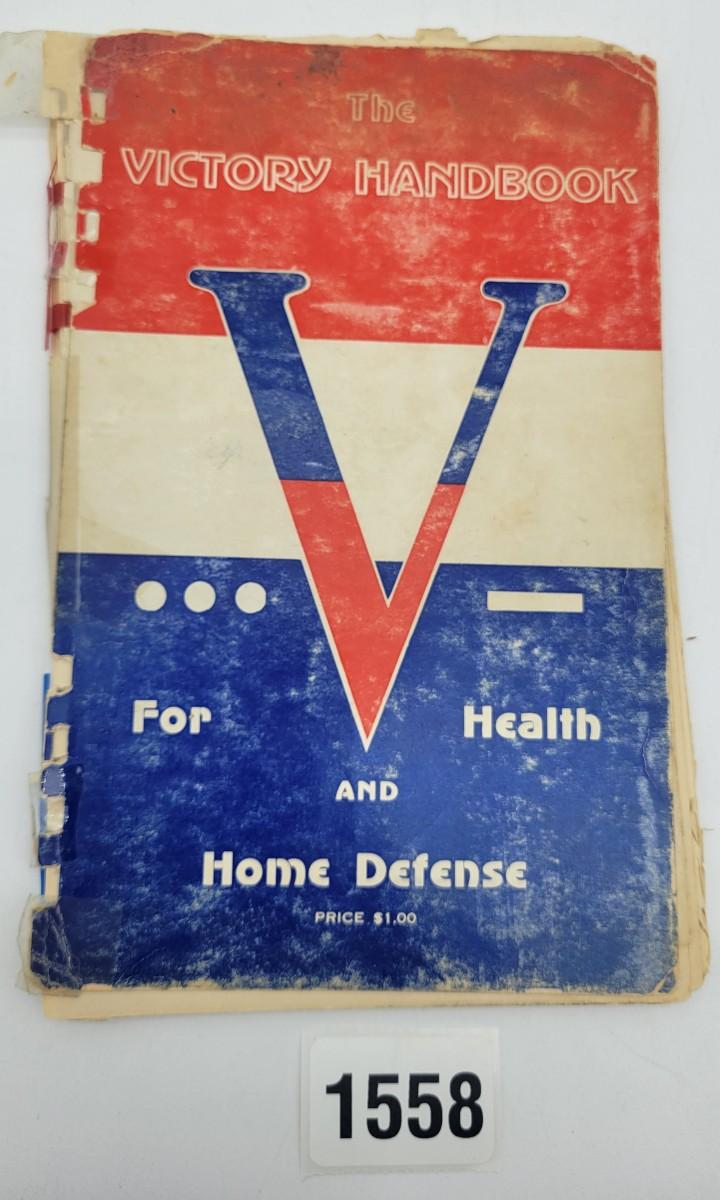 The
VICTORY HANDBOOK
V
For Health
AND
Home Defense
PRICE $1.00
1558